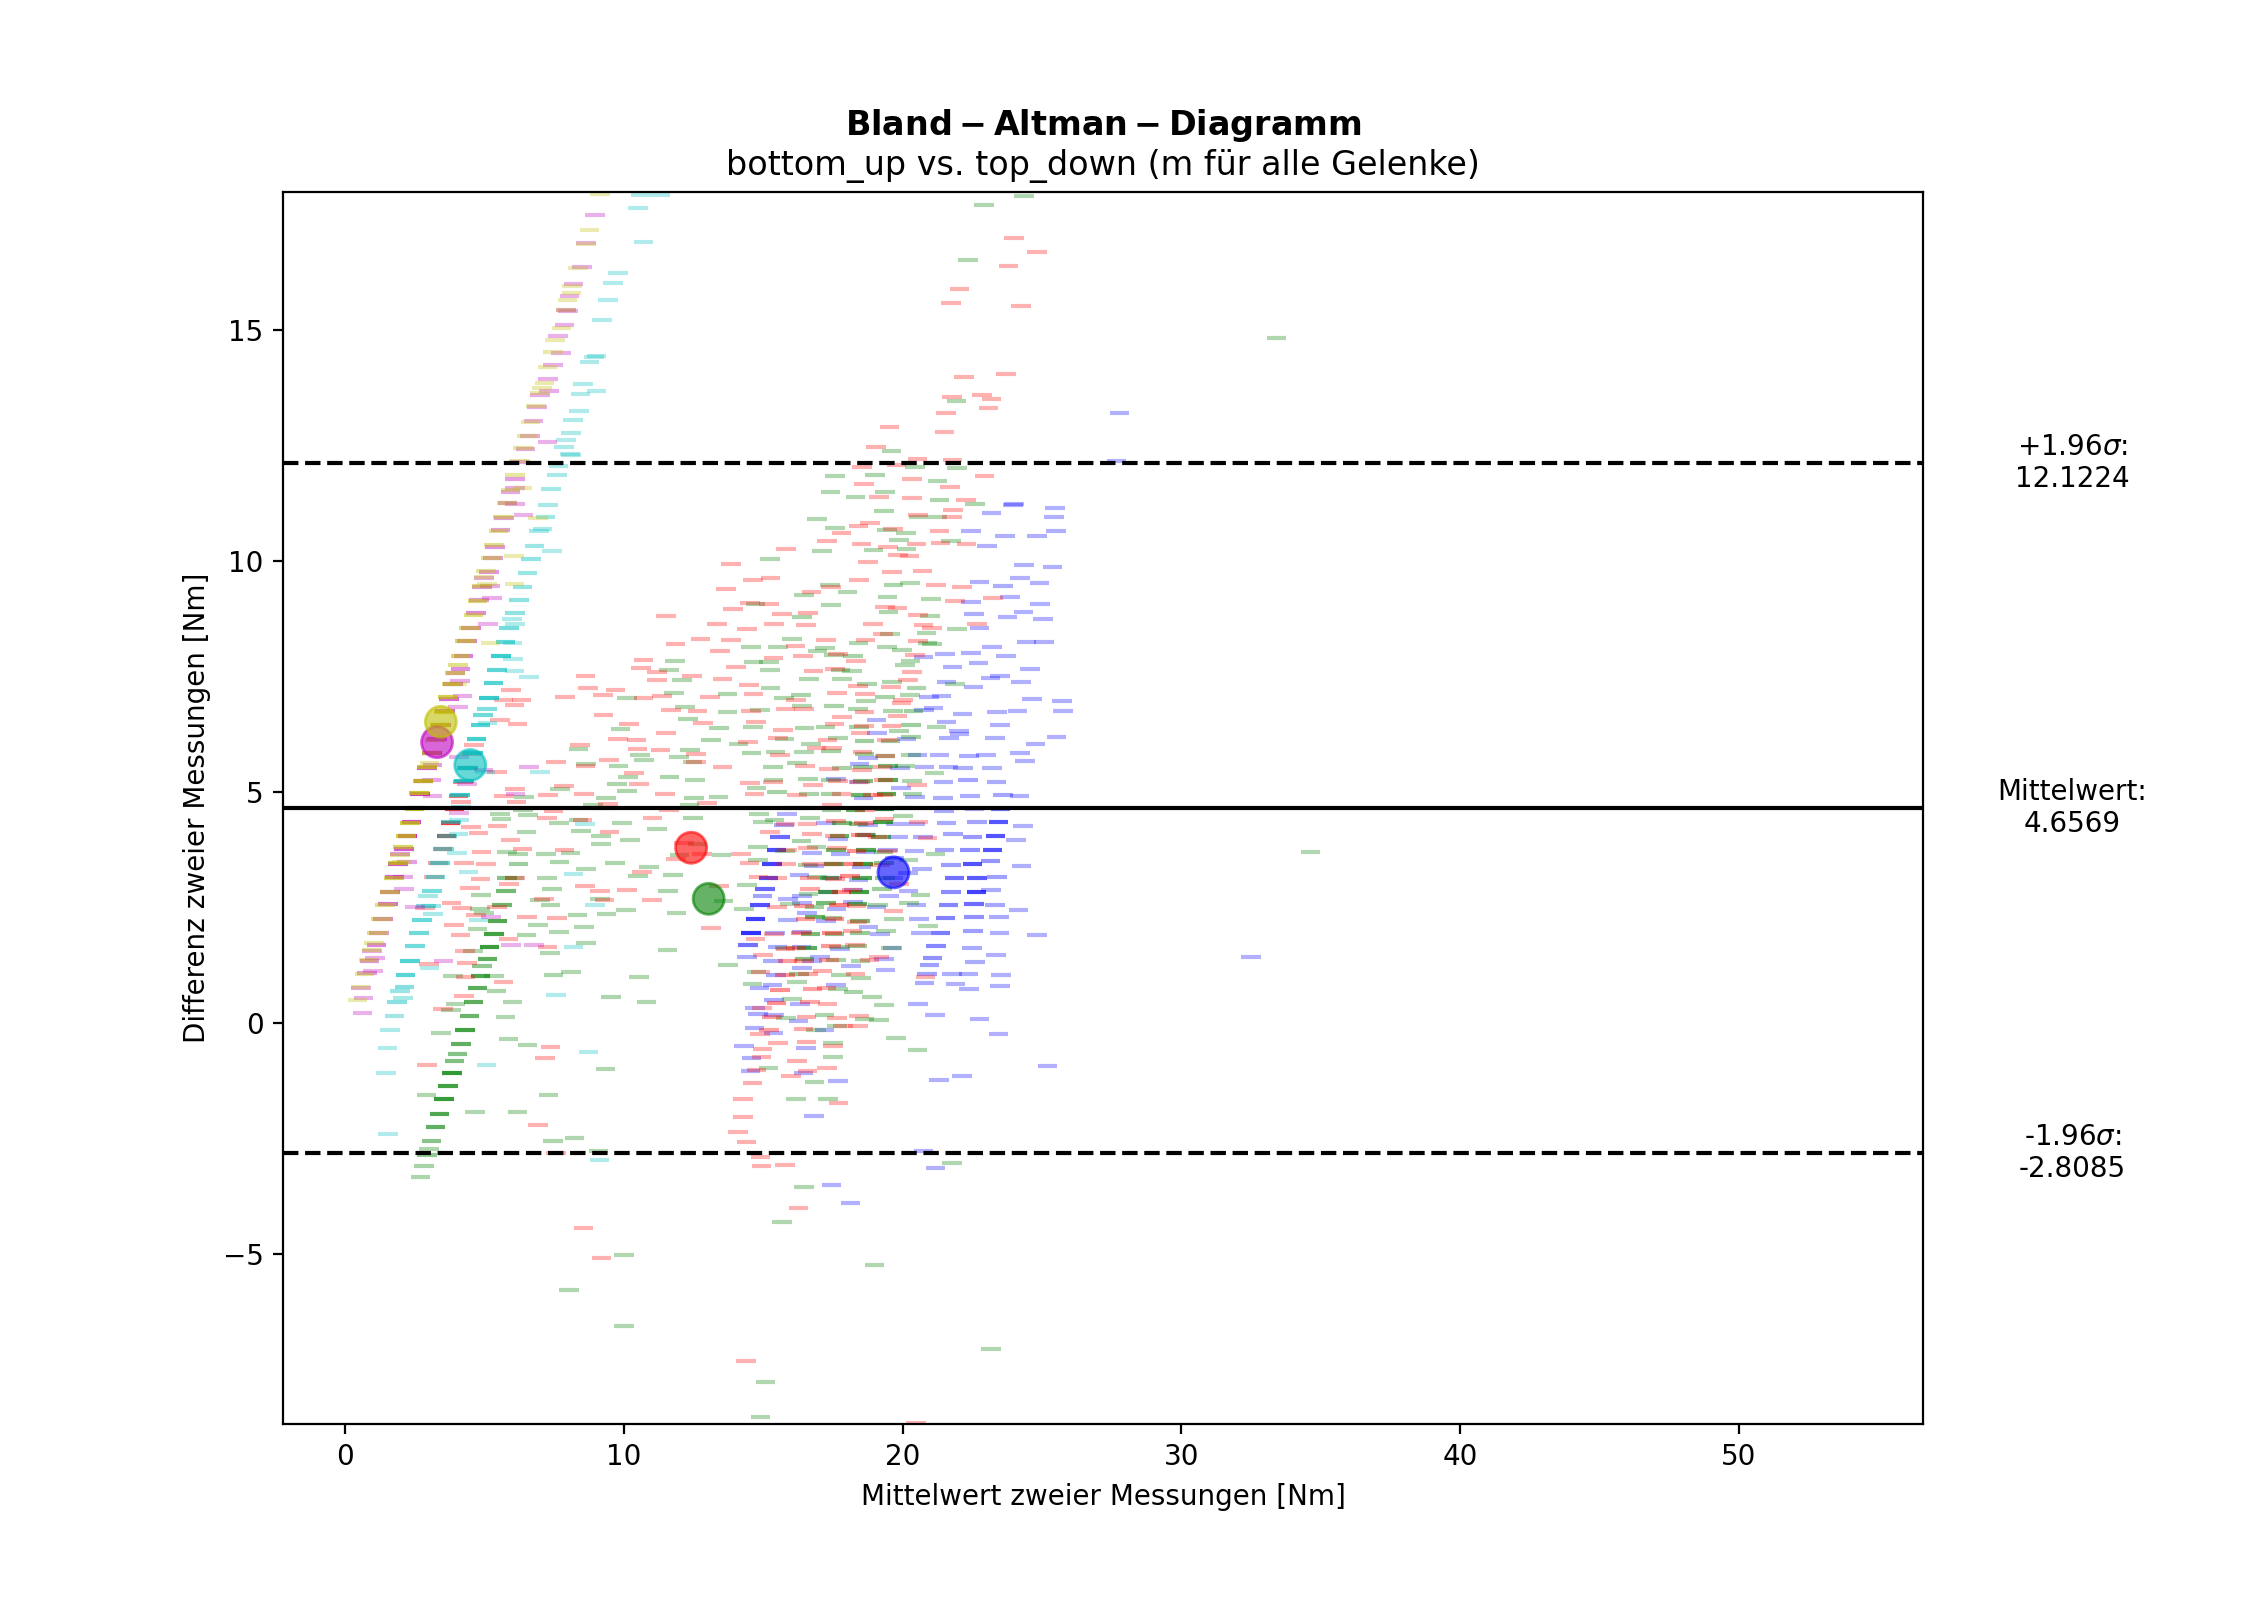 Bland – Altman – Diagramm
bottom_up vs. top_down (m für alle Gelenke)
Differenz zweier Messungen [Nm]
15
10
5
0
−5
+1.96σ:
12.1224
Mittelwert:
4.6569
-1.96σ:
-2.8085
0 10 20 30 40 50
Mittelwert zweier Messungen [Nm]